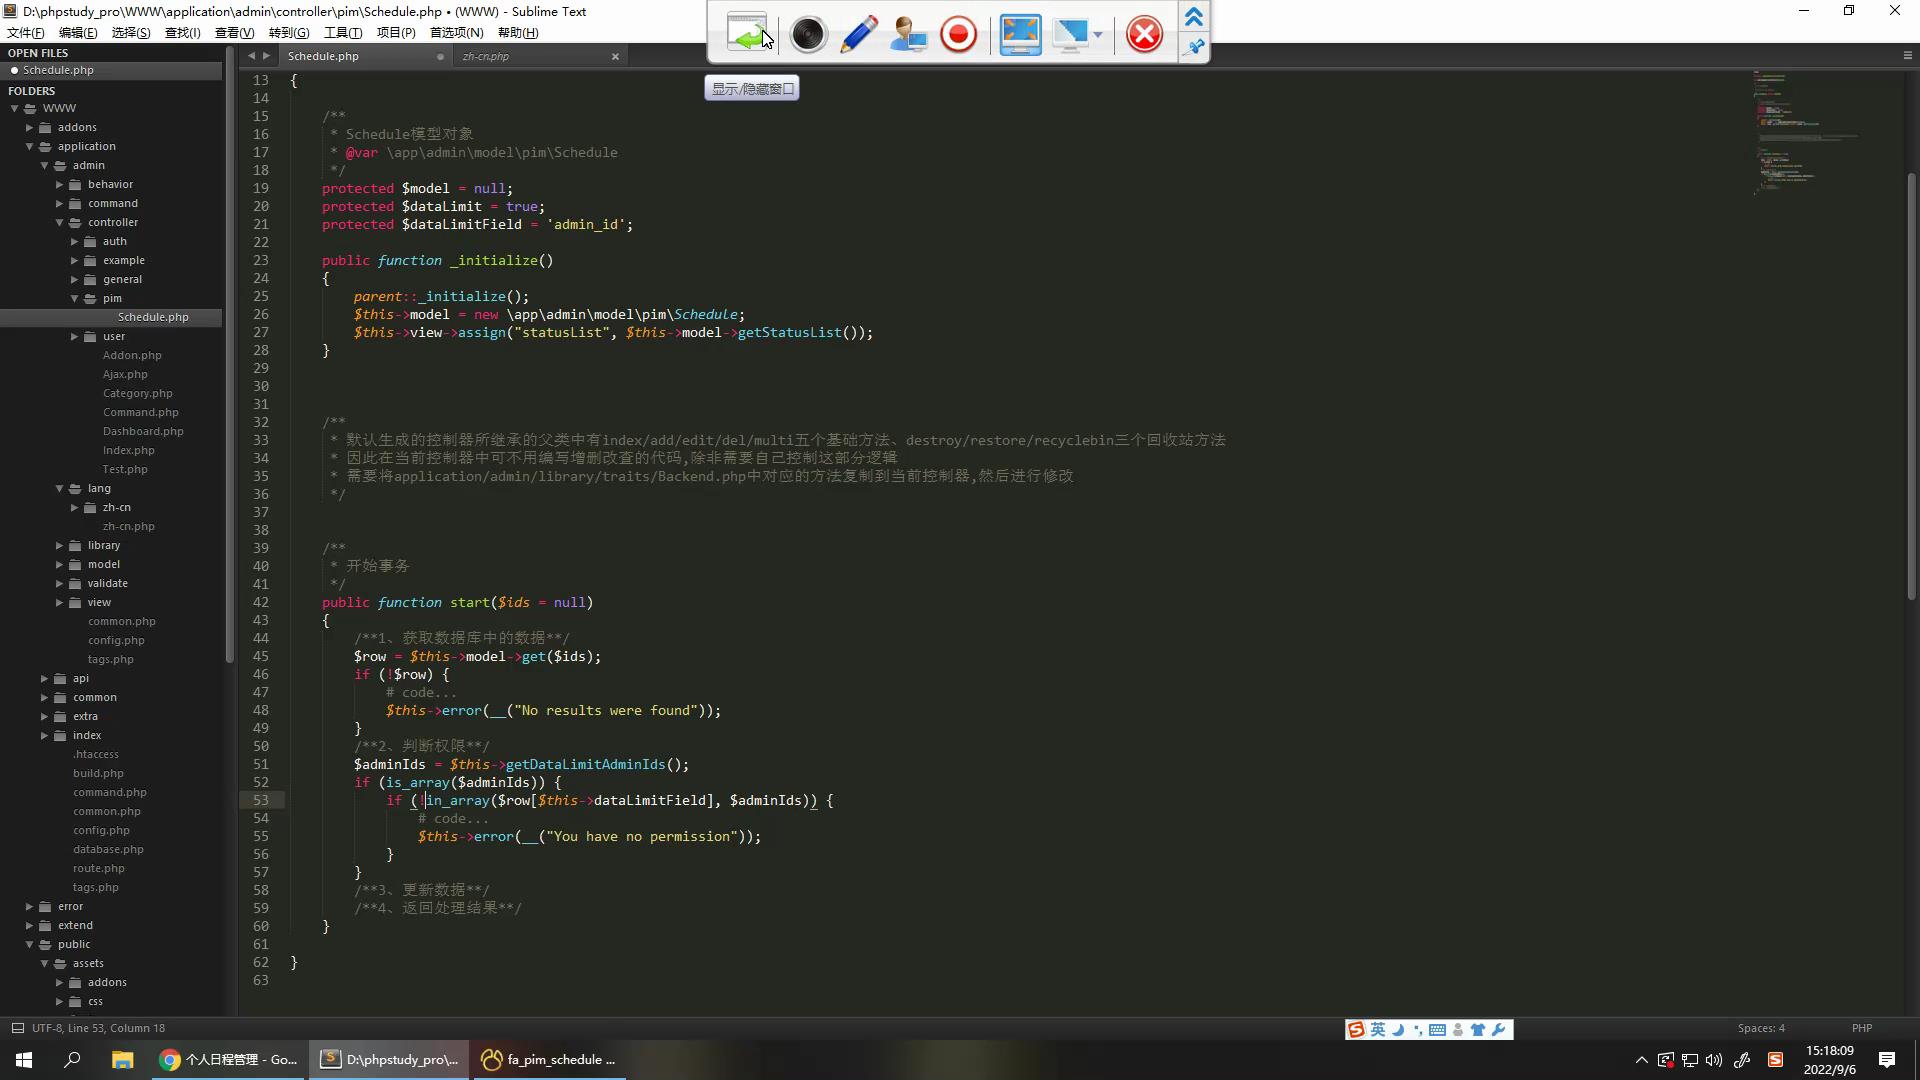 D:\phpstudy_pro\WWW\application\admin\controller\pim\Schedule.php • (WWW) - Sublime Text
文件(F) 编辑(E) 选择(S) 查找(I) 查看(V) 转到(G) 工具(T) 项目(P) 首选项(N) 帮助(H)
显示/隐藏窗口
OPEN FILES
Schedule.php
FOLDERS
WWW
addons
application
admin
behavior
command
controller
auth
example
general
pim
Schedule.php
user
Addon.php
Ajax.php
Category.php
Command.php
Dashboard.php
Index.php
Test.php
lang
zh-cn
zh-cn.php
library
model
validate
view
common.php
config.php
tags.php
api
common
extra
index
.htaccess
build.php
command.php
common.php
config.php
database.php
route.php
tags.php
error
extend
public
assets
addons
css
Schedule.php zh-cn.php
13 {
14
15 /**
16 * Schedule模型对象
17 * @var \app\admin\model\pim\Schedule
18 */
19 protected $model = null;
20 protected $dataLimit = true;
21 protected $dataLimitField = 'admin_id';
22
23 public function _initialize()
24 {
25 parent::_initialize();
26 $this->model = new \app\admin\model\pim\Schedule;
27 $this->view->assign("statusList", $this->model->getStatusList());
28 }
29
30
31
32 /**
33 * 默认生成的控制器所继承的父类中有index/add/edit/del/multi五个基础方法、destroy/restore/recyclebin三个回收站方法
34 * 因此在当前控制器中可不用编写增删改查的代码,除非需要自己控制这部分逻辑
35 * 需要将application/admin/library/traits/Backend.php中对应的方法复制到当前控制器,然后进行修改
36 */
37
38
39 /**
40 * 开始事务
41 */
42 public function start($ids = null)
43 {
44 /**1、获取数据库中的数据**/
45 $row = $this->model->get($ids);
46 if (!$row) {
47 # code...
48 $this->error(__("No results were found"));
49 }
50 /**2、判断权限**/
51 $adminIds = $this->getDataLimitAdminIds();
52 if (is_array($adminIds)) {
53 if (!in_array($row[$this->dataLimitField], $adminIds)) {
54 # code...
55 $this->error(__("You have no permission"));
56 }
57 }
58 /**3、更新数据**/
59 /**4、返回处理结果**/
60 }
61
62 }
63
UTF-8, Line 53, Column 18
英
Spaces: 4 PHP
个人日程管理 - Go... D:\phpstudy_pro\... fa_pim_schedule ...
15:18:09
2022/9/6